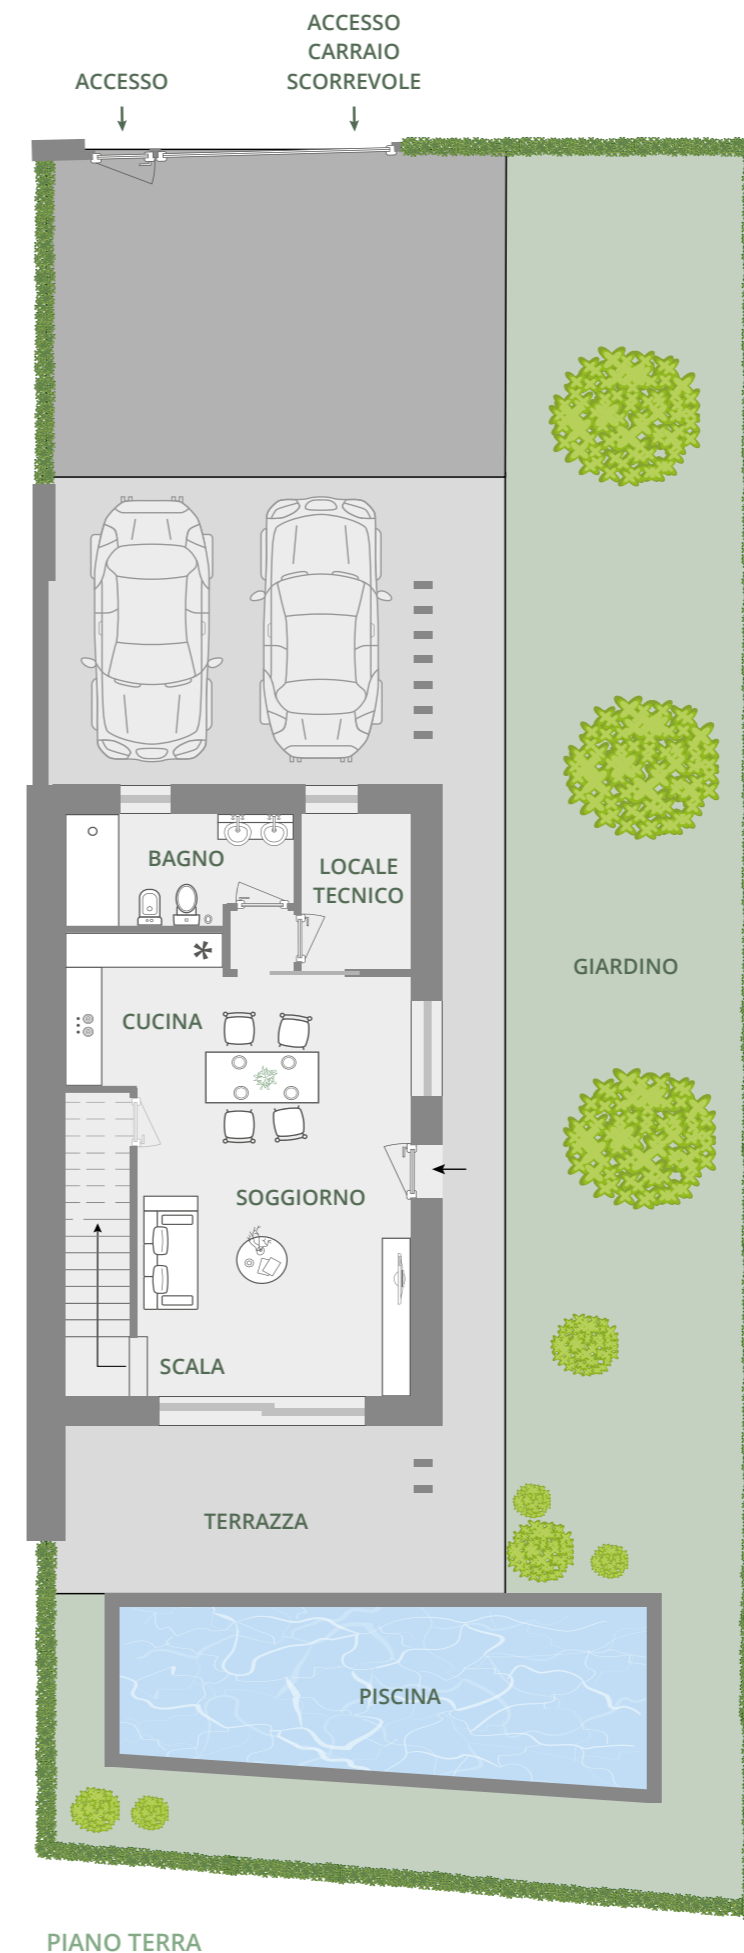 ACCESSO
ACCESSO
CARRAIO
SCORREVOLE
BAGNO
LOCALE
TECNICO
GIARDINO
CUCINA
SOGGIORNO
SCALA
TERRAZZA
PISCINA
PIANO TERRA